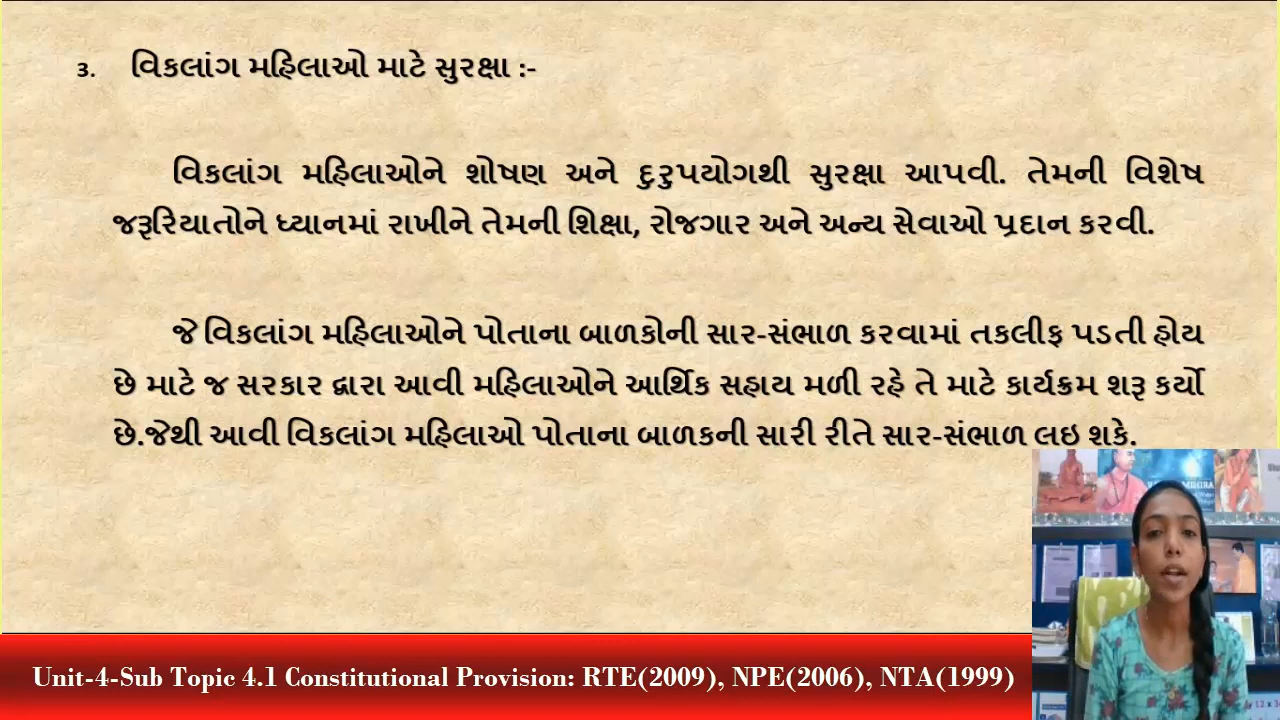 3. વિકલાંગ મહિલાઓ માટે સુરક્ષા :-
વિકલાંગ મહિલાઓને શોષણ અને દુરુપયોગથી સુરક્ષા આપવી. તેમની વિશેષ
જરૂરિયાતોને ધ્યાનમાં રાખીને તેમની શિક્ષા, રોજગાર અને અન્ય સેવાઓ પ્રદાન કરવી.
જે વિકલાંગ મહિલાઓને પોતાના બાળકોની સાર-સંભાળ કરવામાં તકલીફ પડતી હોય
છે માટે જ સરકાર દ્વારા આવી મહિલાઓને આર્થિક સહાય મળી રહે તે માટે કાર્યક્રમ શરૂ કર્યો
છે.જેથી આવી વિકલાંગ મહિલાઓ પોતાના બાળકની સારી રીતે સાર-સંભાળ લઇ શકે.
Unit-4-Sub Topic 4.1 Constitutional Provision: RTE(2009), NPE(2006), NTA(1999)